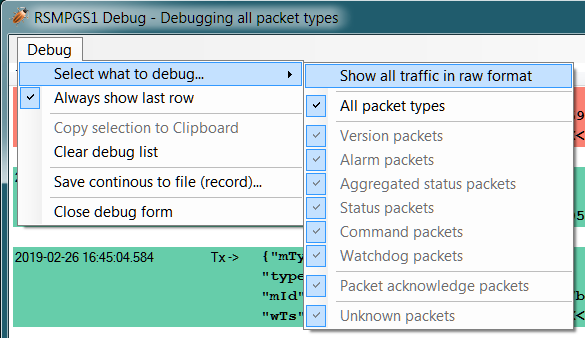 RSMPGS1 Debug - Debugging all packet types
Debug
Select what to debug...
Always show last row
Copy selection to Clipboard
Clear debug list
Save continous to file (record)...
Close debug form
Show all traffic in raw format
All packet types
Version packets
Alarm packets
Aggregated status packets
Status packets
Command packets
Watchdog packets
Packet acknowledge packets
Unknown packets
2019-02-26 16:45:04.584 Tx -> {"mTy
"type
"mId"
"wTs"